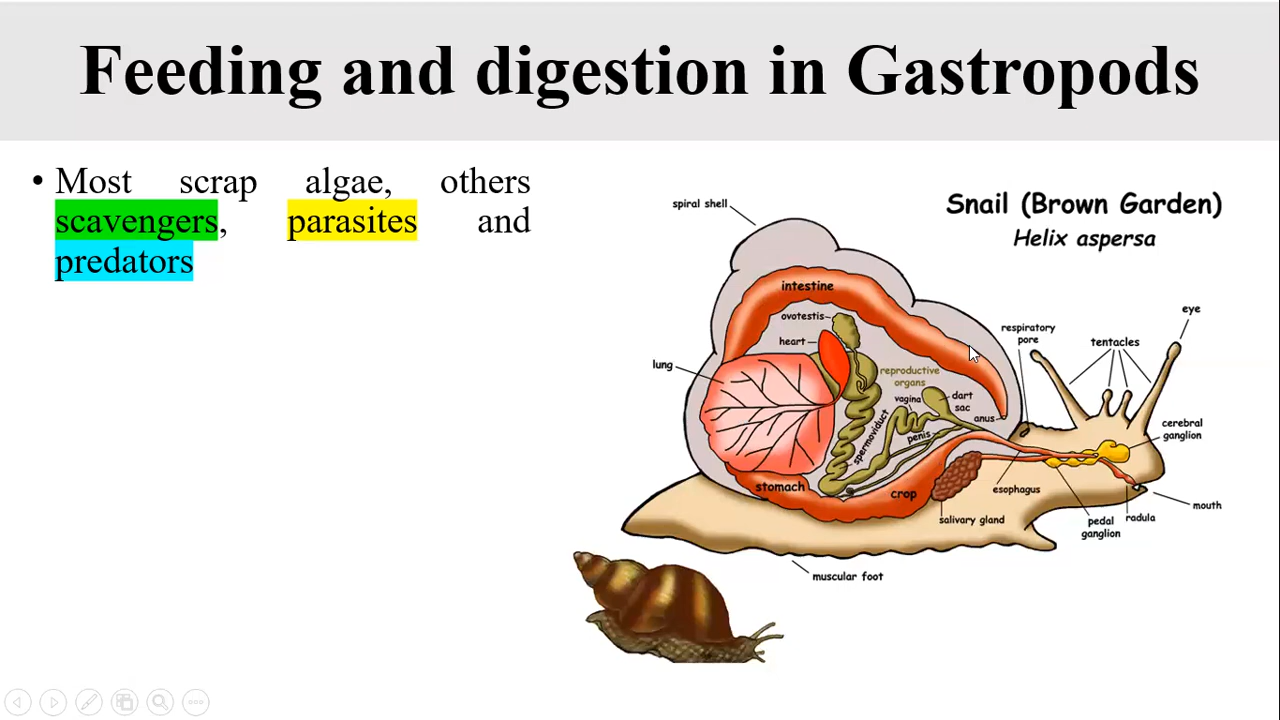 Feeding and digestion in Gastropods
• Most scrap algae, others
scavengers, parasites and
predators
Snail (Brown Garden)
Helix aspersa
spiral shell
intestine
ovotestis
heart
lung
reproductive
organs
vagina
dart
sac
anus
spermoviduct
penis
stomach
crop
salivary gland
esophagus
respiratory
pore
tentacles
eye
cerebral
ganglion
mouth
radula
pedal
ganglion
muscular foot